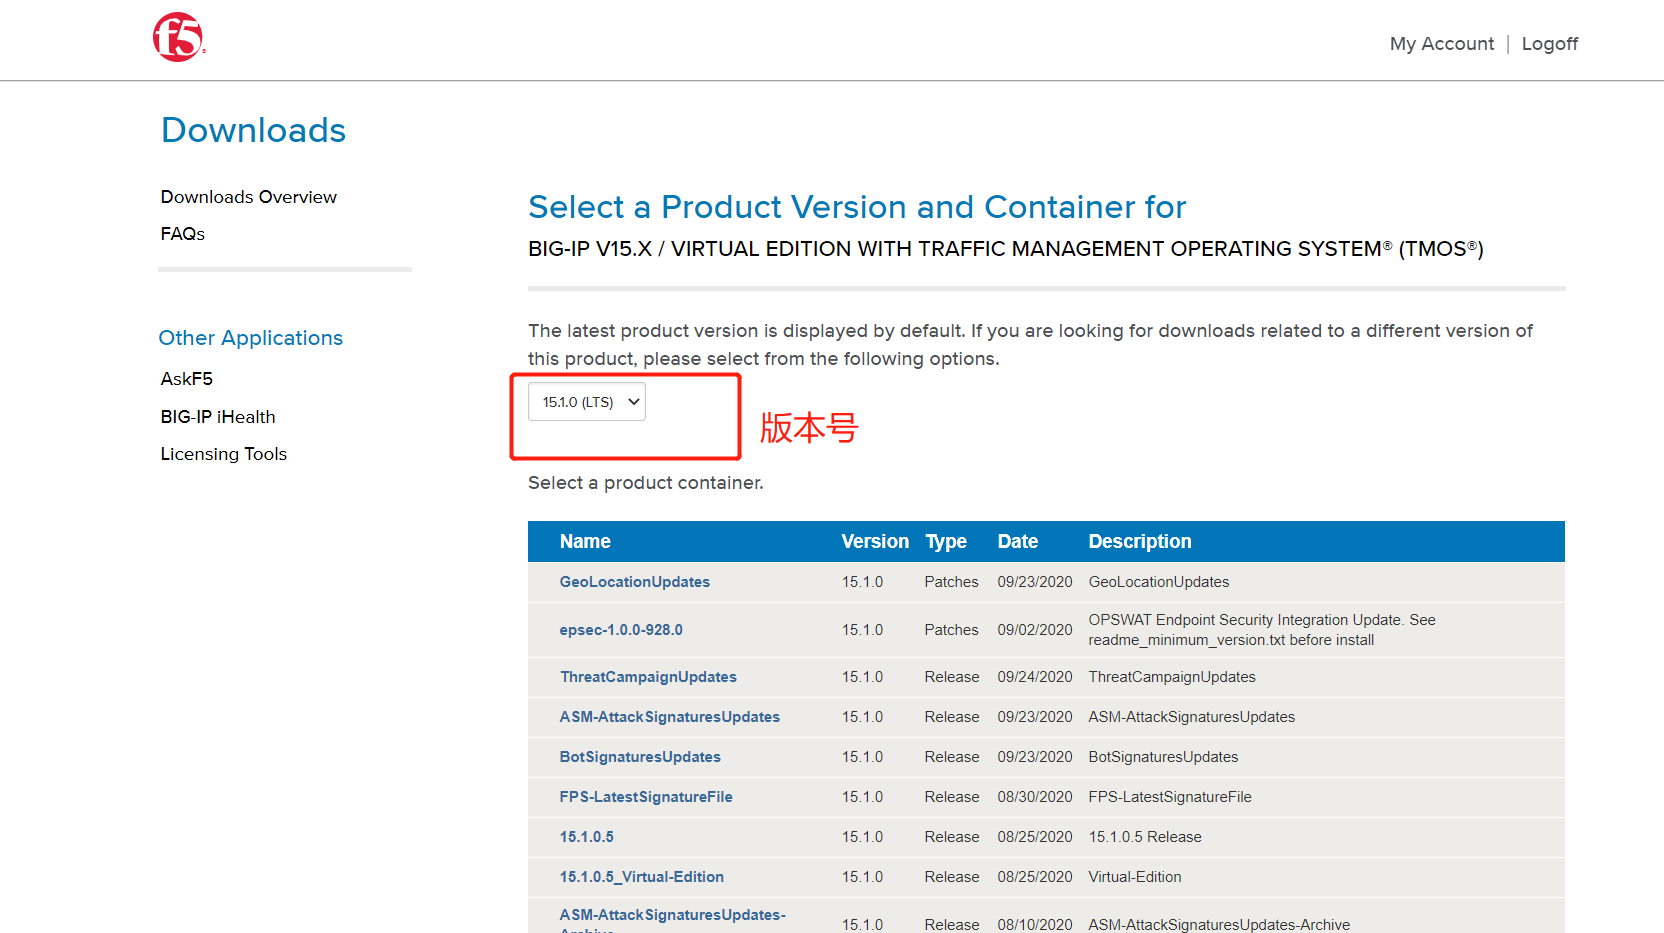 f5
My Account | Logoff
Downloads
Downloads Overview
FAQs
Other Applications
AskF5
BIG-IP iHealth
Licensing Tools
Select a Product Version and Container for
BIG-IP V15.X / VIRTUAL EDITION WITH TRAFFIC MANAGEMENT OPERATING SYSTEM® (TMOS®)
The latest product version is displayed by default. If you are looking for downloads related to a different version of
this product, please select from the following options.
15.1.0 (LTS)
版本号
Select a product container.
Name Version Type Date Description
GeoLocationUpdates 15.1.0 Patches 09/23/2020 GeoLocationUpdates
epsec-1.0.0-928.0 15.1.0 Patches 09/02/2020 OPSWAT Endpoint Security Integration Update. See
readme_minimum_version.txt before install
ThreatCampaignUpdates 15.1.0 Release 09/24/2020 ThreatCampaignUpdates
ASM-AttackSignaturesUpdates 15.1.0 Release 09/23/2020 ASM-AttackSignaturesUpdates
BotSignaturesUpdates 15.1.0 Release 09/23/2020 BotSignaturesUpdates
FPS-LatestSignatureFile 15.1.0 Release 08/30/2020 FPS-LatestSignatureFile
15.1.0.5 15.1.0 Release 08/25/2020 15.1.0.5 Release
15.1.0.5_Virtual-Edition 15.1.0 Release 08/25/2020 Virtual-Edition
ASM-AttackSignaturesUpdates- 15.1.0 Release 08/10/2020 ASM-AttackSignaturesUpdates-Archive